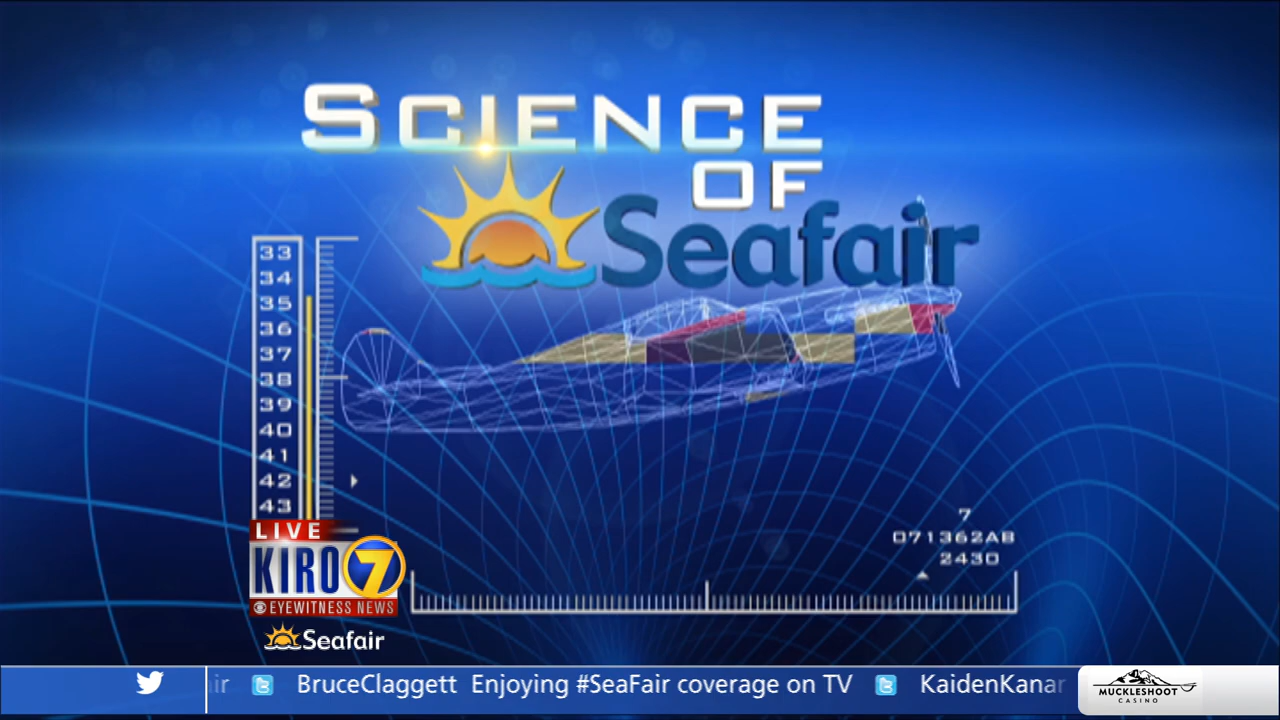 SCIENCE
OF
Seafair
33
34
35
36
37
38
39
40
41
42
43
7
071362AB
2430
LIVE
KIRO 7
EYEWITNESS NEWS
Seafair
air BruceClaggett Enjoying #SeaFair coverage on TV KaidenKanar
MUCKLESHOOT
CASINO